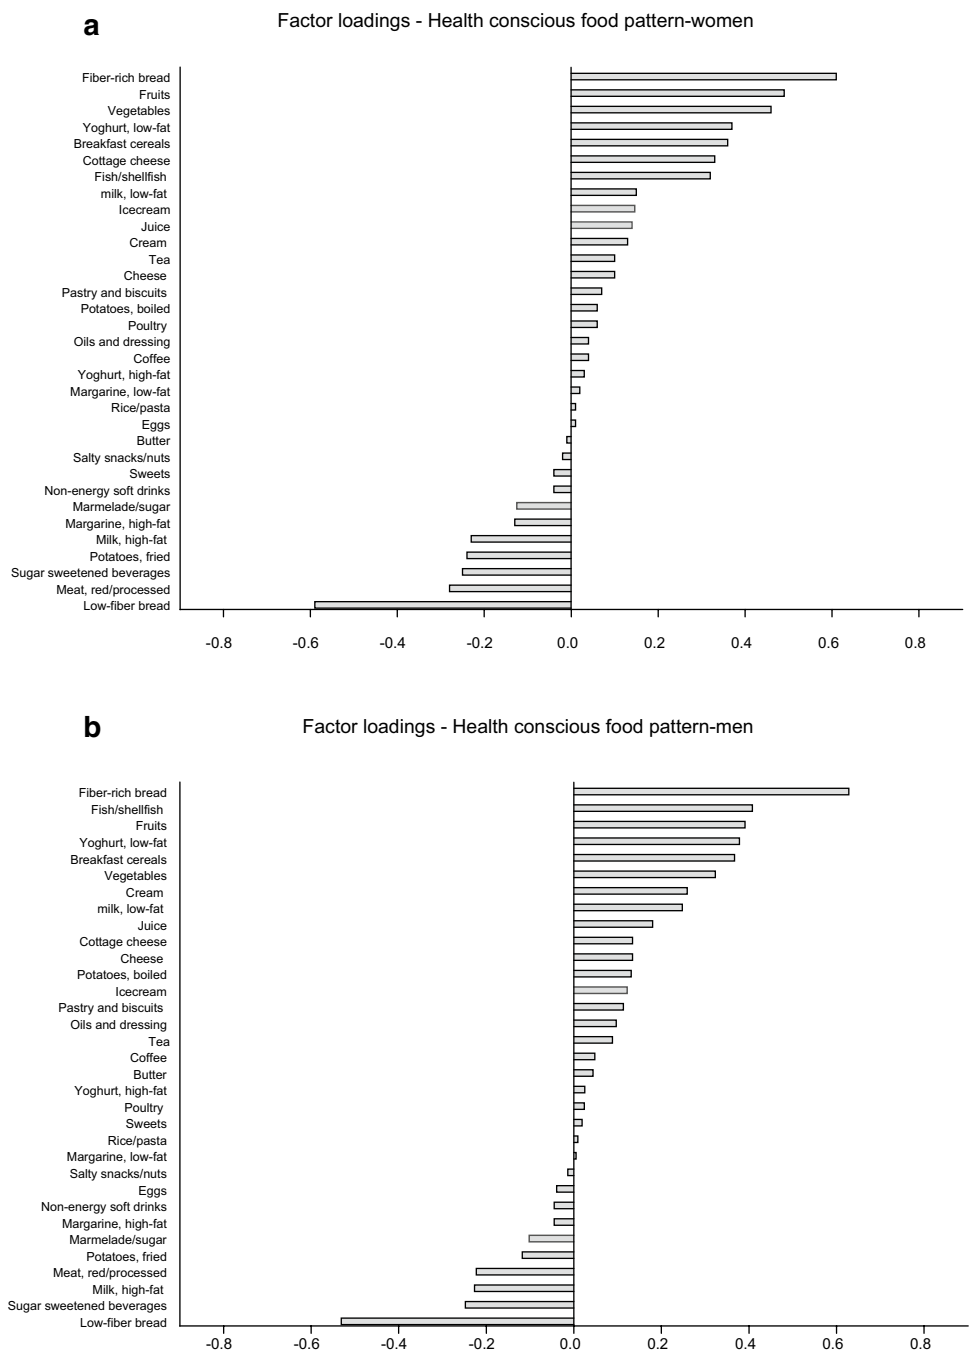 a
Factor loadings - Health conscious food pattern-women
Fiber-rich bread
Fruits
Vegetables
Yoghurt, low-fat
Breakfast cereals
Cottage cheese
Fish/shellfish
milk, low-fat
Icecream
Juice
Cream
Tea
Cheese
Pastry and biscuits
Potatoes, boiled
Poultry
Oils and dressing
Coffee
Yoghurt, high-fat
Margarine, low-fat
Rice/pasta
Eggs
Butter
Salty snacks/nuts
Sweets
Non-energy soft drinks
Marmelade/sugar
Margarine, high-fat
Milk, high-fat
Potatoes, fried
Sugar sweetened beverages
Meat, red/processed
Low-fiber bread
-0.8 -0.6 -0.4 -0.2 0.0 0.2 0.4 0.6 0.8
b
Factor loadings - Health conscious food pattern-men
Fiber-rich bread
Fish/shellfish
Fruits
Yoghurt, low-fat
Breakfast cereals
Vegetables
Cream
milk, low-fat
Juice
Cottage cheese
Cheese
Potatoes, boiled
Icecream
Pastry and biscuits
Oils and dressing
Tea
Coffee
Butter
Yoghurt, high-fat
Poultry
Sweets
Rice/pasta
Margarine, low-fat
Salty snacks/nuts
Eggs
Non-energy soft drinks
Margarine, high-fat
Marmelade/sugar
Potatoes, fried
Meat, red/processed
Milk, high-fat
Sugar sweetened beverages
Low-fiber bread
-0.8 -0.6 -0.4 -0.2 0.0 0.2 0.4 0.6 0.8